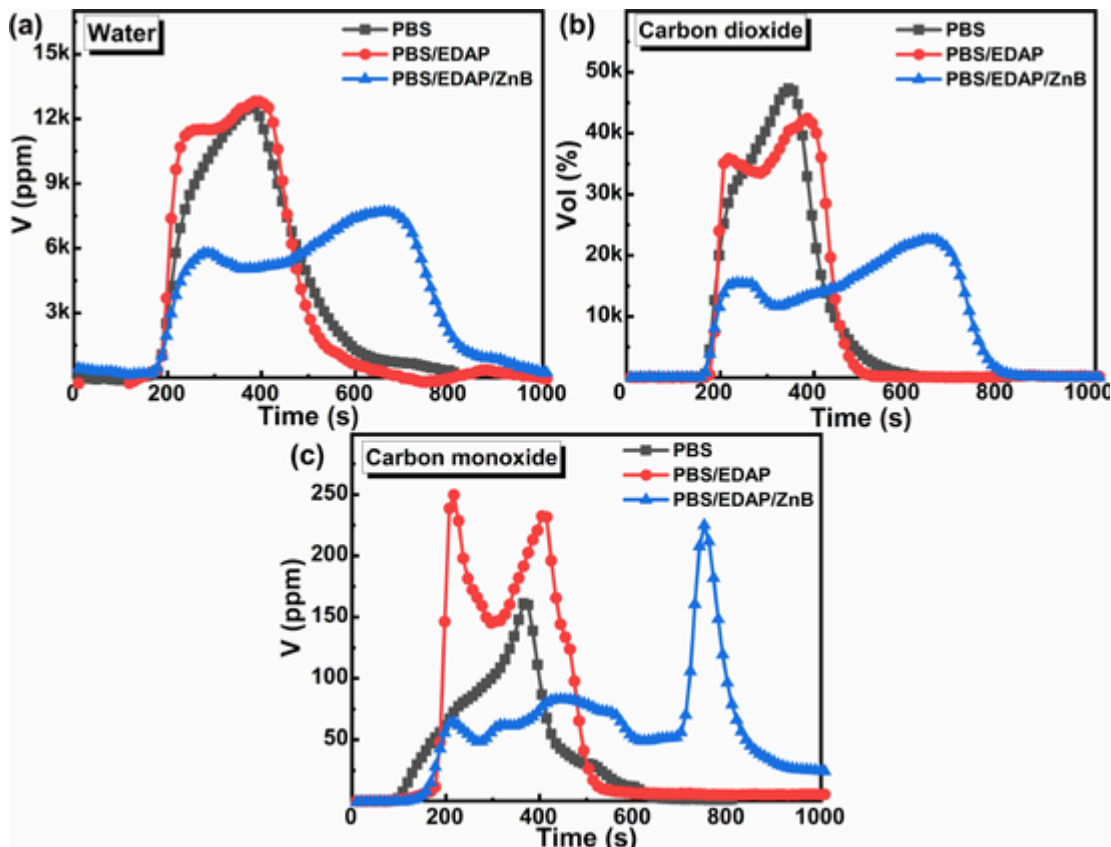 (a)
Water
PBS
PBS/EDAP
PBS/EDAP/ZnB
V (ppm)
15k
12k
9k
6k
3k
0 200 400 600 800 1000
Time (s)
(b)
Carbon dioxide
PBS
PBS/EDAP
PBS/EDAP/ZnB
Vol (%)
50k
40k
30k
20k
10k
0 200 400 600 800 1000
Time (s)
(c)
Carbon monoxide
PBS
PBS/EDAP
PBS/EDAP/ZnB
V (ppm)
250
200
150
100
50
0 200 400 600 800 1000
Time (s)